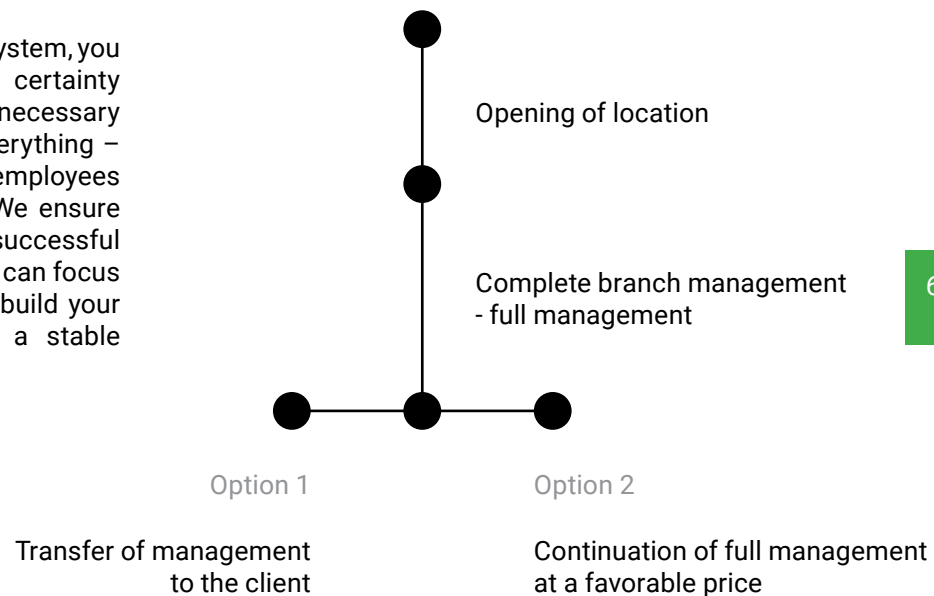 ystem, you
certainty
necessary
erything –
employees
We ensure
successful
can focus
build your
a stable
Opening of location
Complete branch management
- full management
6
Option 1
Transfer of management
to the client
Option 2
Continuation of full management
at a favorable price